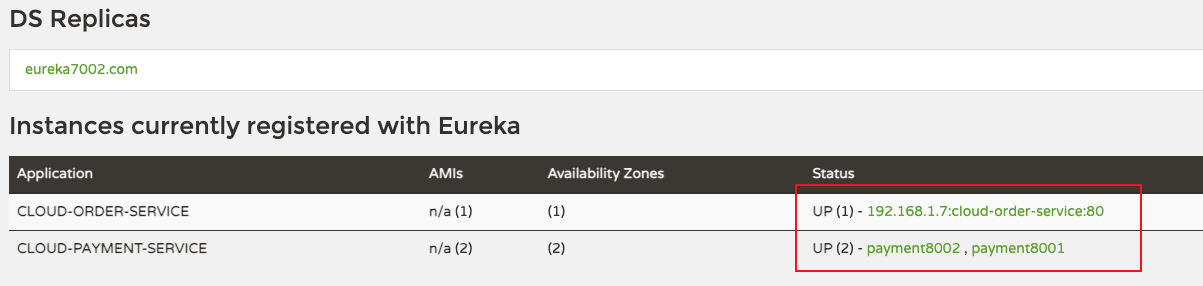 DS Replicas
eureka7002.com
Instances currently registered with Eureka
Application AMIs Availability Zones Status
CLOUD-ORDER-SERVICE n/a (1) (1) UP (1) - 192.168.1.7:cloud-order-service:80
CLOUD-PAYMENT-SERVICE n/a (2) (2) UP (2) - payment8002 , payment8001